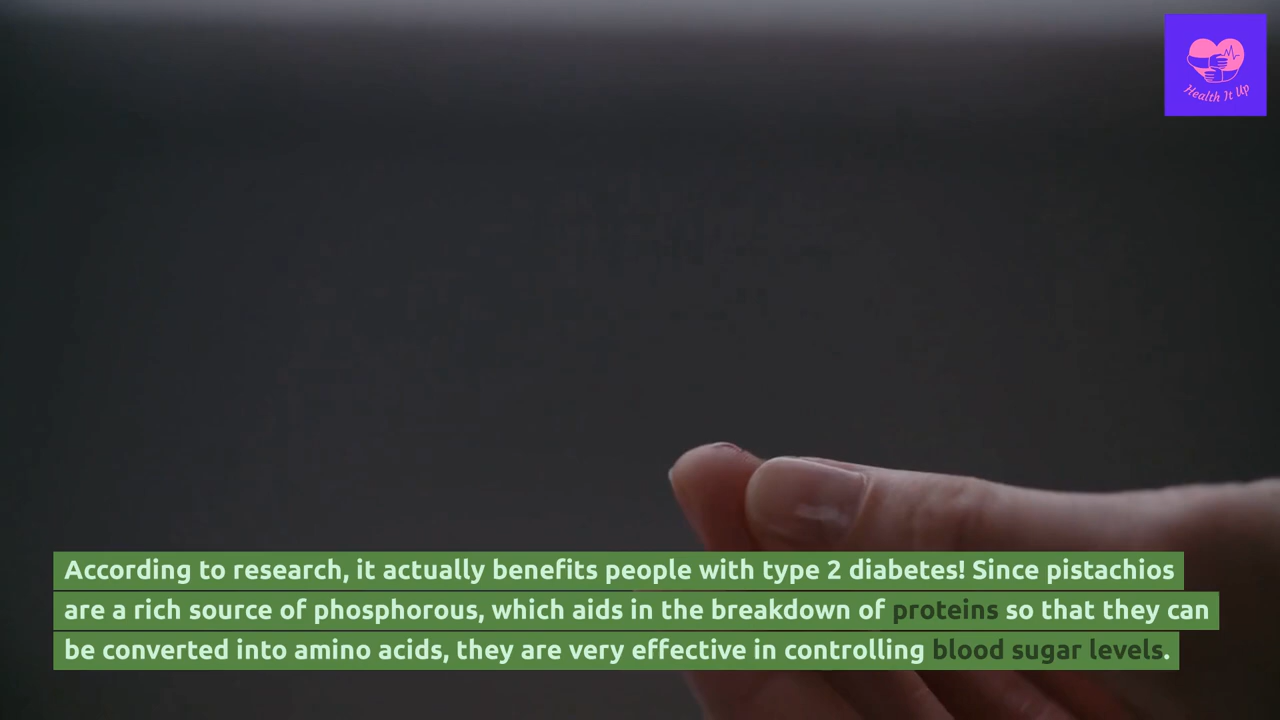 Health It Up
According to research, it actually benefits people with type 2 diabetes! Since pistachios
are a rich source of phosphorous, which aids in the breakdown of proteins so that they can
be converted into amino acids, they are very effective in controlling blood sugar levels.